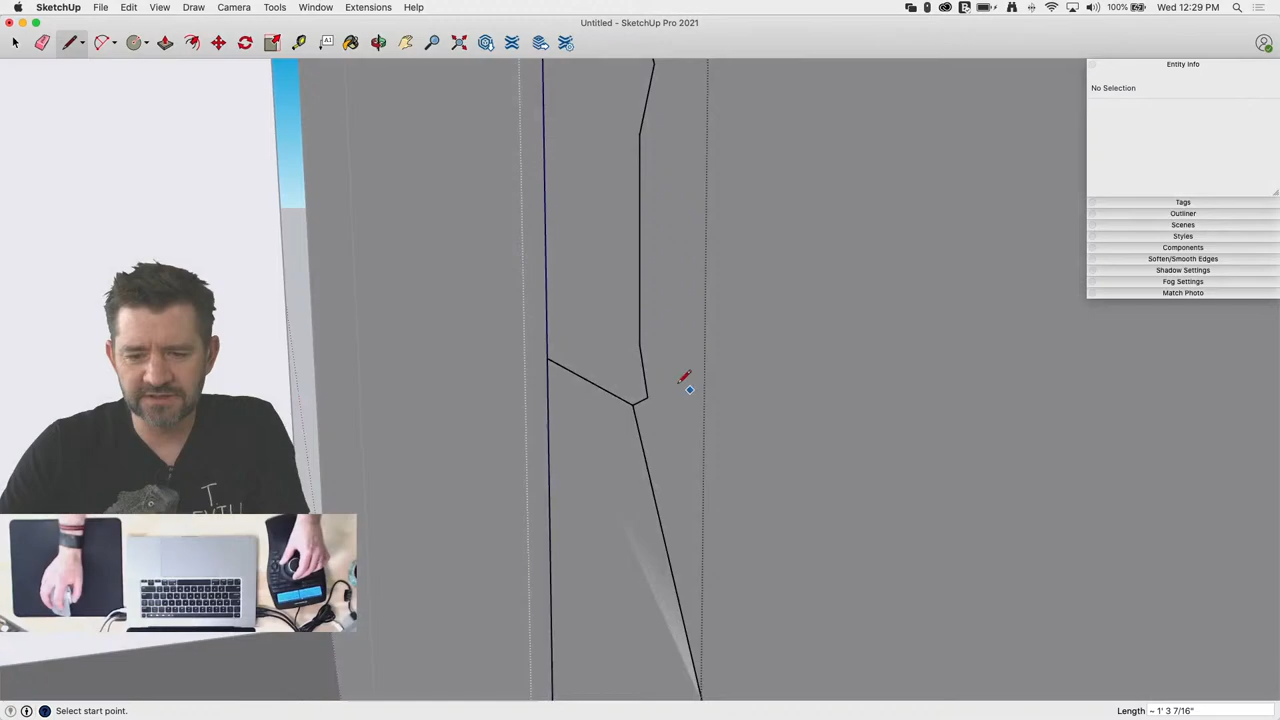 SketchUp File Edit View Draw Camera Tools Window Extensions Help
100% Wed 12:29 PM
Untitled - SketchUp Pro 2021
Entity Info
No Selection
Tags
Outliner
Scenes
Styles
Components
Soften/Smooth Edges
Shadow Settings
Fog Settings
Match Photo
Select start point.
Length ~ 1' 3 7/16"